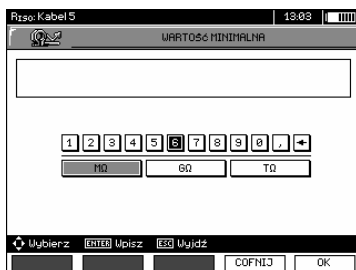 RISO: Kabel 5 13:03
WARTOŚĆ MINIMALNA
1 2 3 4 5 6 7 8 9 0 , ←
MΩ GΩ TΩ
Wybierz ENTER Wpisz ESC Wyjdź
COFNIJ OK